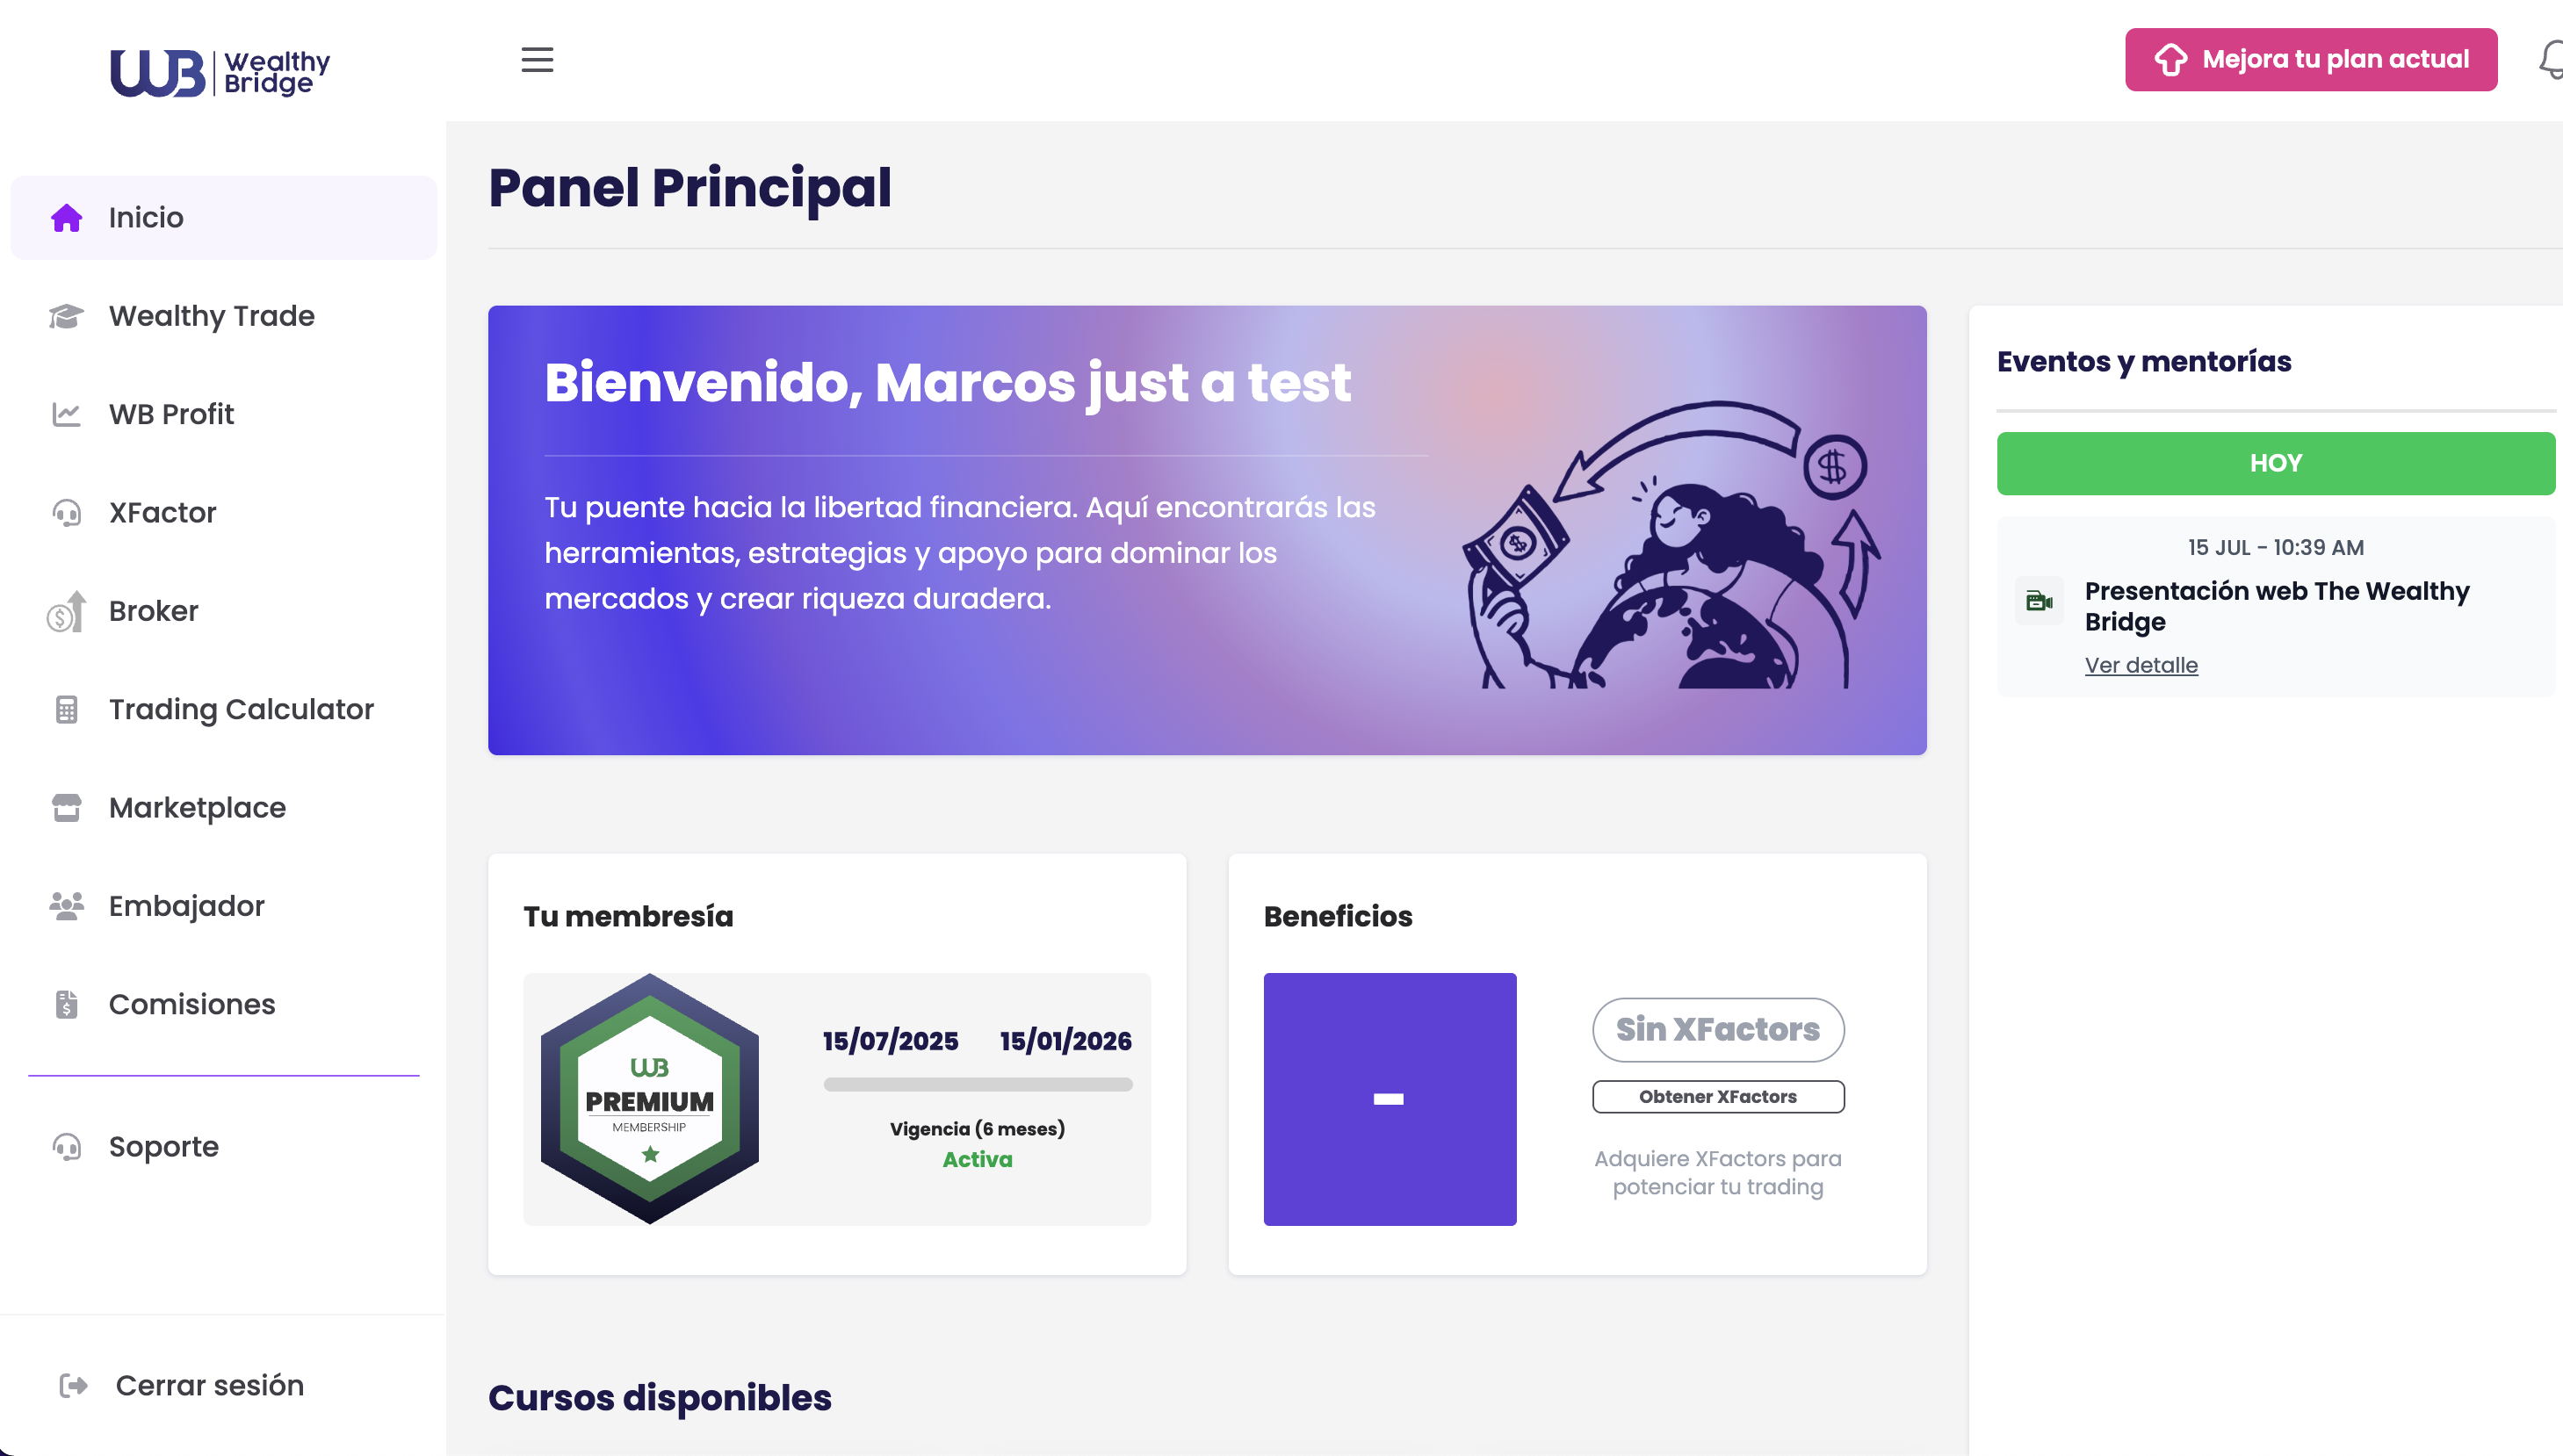 WB | Wealthy
Bridge
Mejora tu plan actual
Inicio
Wealthy Trade
WB Profit
XFactor
Broker
Trading Calculator
Marketplace
Embajador
Comisiones
Soporte
Cerrar sesión
Panel Principal
Bienvenido, Marcos just a test
Tu puente hacia la libertad financiera. Aquí encontrarás las
herramientas, estrategias y apoyo para dominar los
mercados y crear riqueza duradera.
Tu membresía
WB
PREMIUM
MEMBERSHIP
15/07/2025 15/01/2026
Vigencia (6 meses)
Activa
Beneficios
-
Sin XFactors
Obtener XFactors
Adquiere XFactors para
potenciar tu trading
Cursos disponibles
Eventos y mentorías
HOY
15 JUL - 10:39 AM
Presentación web The Wealthy
Bridge
Ver detalle